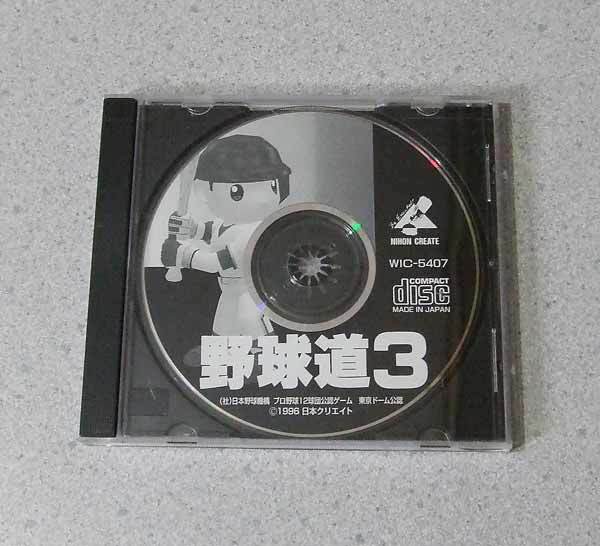 NIHON CREATE
WIC-5407
COMPACT
disc
MADE IN JAPAN
野球道3
(社)日本野球機構 プロ野球12球団公認ゲーム 東京ドーム公認
©1996 日本クリエイト